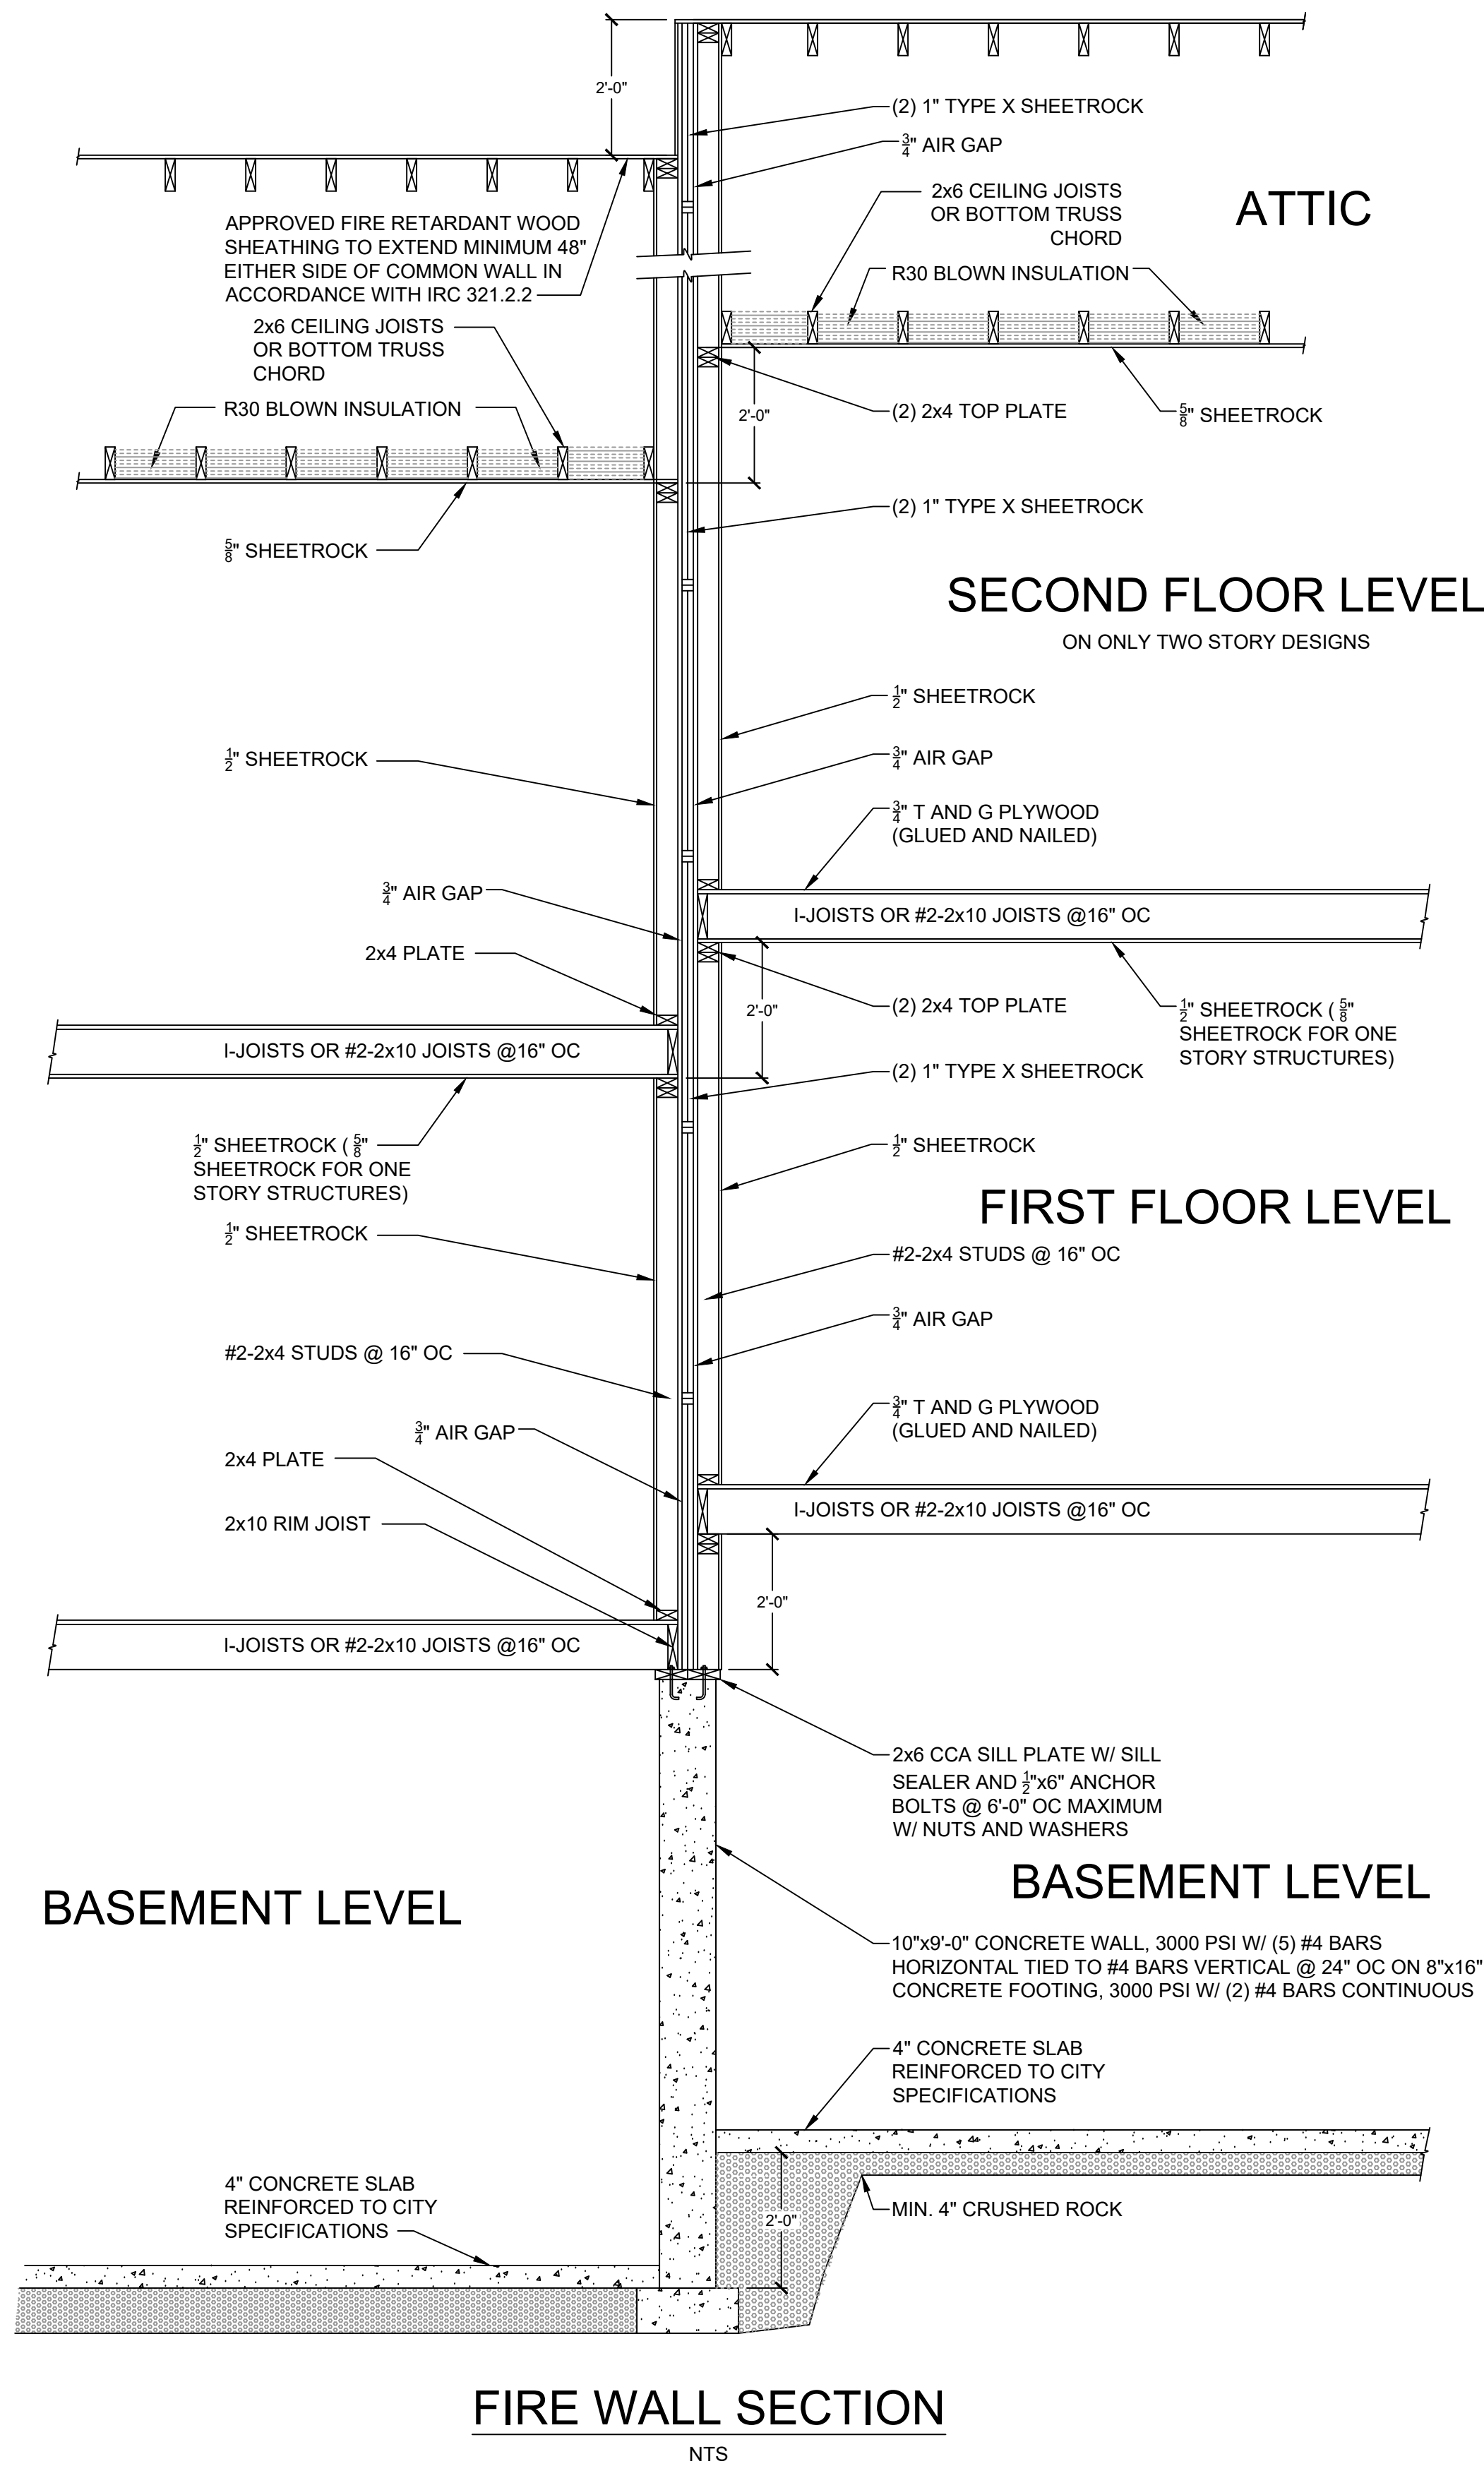 2'-0"
(2) 1" TYPE X SHEETROCK
3/4" AIR GAP
2x6 CEILING JOISTS
OR BOTTOM TRUSS
CHORD
ATTIC
APPROVED FIRE RETARDANT WOOD
SHEATHING TO EXTEND MINIMUM 48"
EITHER SIDE OF COMMON WALL IN
ACCORDANCE WITH IRC 321.2.2
R30 BLOWN INSULATION
2x6 CEILING JOISTS
OR BOTTOM TRUSS
CHORD
R30 BLOWN INSULATION
2'-0"
(2) 2x4 TOP PLATE
5/8" SHEETROCK
(2) 1" TYPE X SHEETROCK
5/8" SHEETROCK
SECOND FLOOR LEVEL
ON ONLY TWO STORY DESIGNS
1/2" SHEETROCK
1/2" SHEETROCK
3/4" AIR GAP
3/4" T AND G PLYWOOD
(GLUED AND NAILED)
3/4" AIR GAP
I-JOISTS OR #2-2x10 JOISTS @16" OC
2x4 PLATE
2'-0"
(2) 2x4 TOP PLATE
1/2" SHEETROCK ( 5/8"
SHEETROCK FOR ONE
STORY STRUCTURES)
I-JOISTS OR #2-2x10 JOISTS @16" OC
(2) 1" TYPE X SHEETROCK
1/2" SHEETROCK ( 5/8"
SHEETROCK FOR ONE
STORY STRUCTURES)
1/2" SHEETROCK
FIRST FLOOR LEVEL
1/2" SHEETROCK
#2-2x4 STUDS @ 16" OC
3/4" AIR GAP
#2-2x4 STUDS @ 16" OC
3/4" T AND G PLYWOOD
(GLUED AND NAILED)
3/4" AIR GAP
2x4 PLATE
I-JOISTS OR #2-2x10 JOISTS @16" OC
2x10 RIM JOIST
2'-0"
I-JOISTS OR #2-2x10 JOISTS @16" OC
2x6 CCA SILL PLATE W/ SILL
SEALER AND 1/2"x6" ANCHOR
BOLTS @ 6'-0" OC MAXIMUM
W/ NUTS AND WASHERS
BASEMENT LEVEL
BASEMENT LEVEL
10"x9'-0" CONCRETE WALL, 3000 PSI W/ (5) #4 BARS
HORIZONTAL TIED TO #4 BARS VERTICAL @ 24" OC ON 8"x16"
CONCRETE FOOTING, 3000 PSI W/ (2) #4 BARS CONTINUOUS
4" CONCRETE SLAB
REINFORCED TO CITY
SPECIFICATIONS
4" CONCRETE SLAB
REINFORCED TO CITY
SPECIFICATIONS
MIN. 4" CRUSHED ROCK
2'-0"
FIRE WALL SECTION
NTS